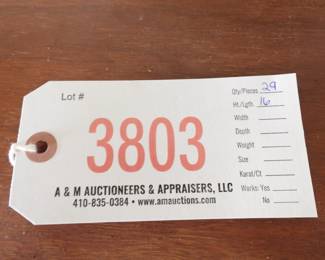 Lot #
3803
A & M AUCTIONEERS & APPRAISERS, LLC
410-835-0384 • www.amauctions.com
Qty/Pieces 29
Ht./Lgth 16
Width
Depth
Weight
Size
Karat/Ct
Works: Yes
No